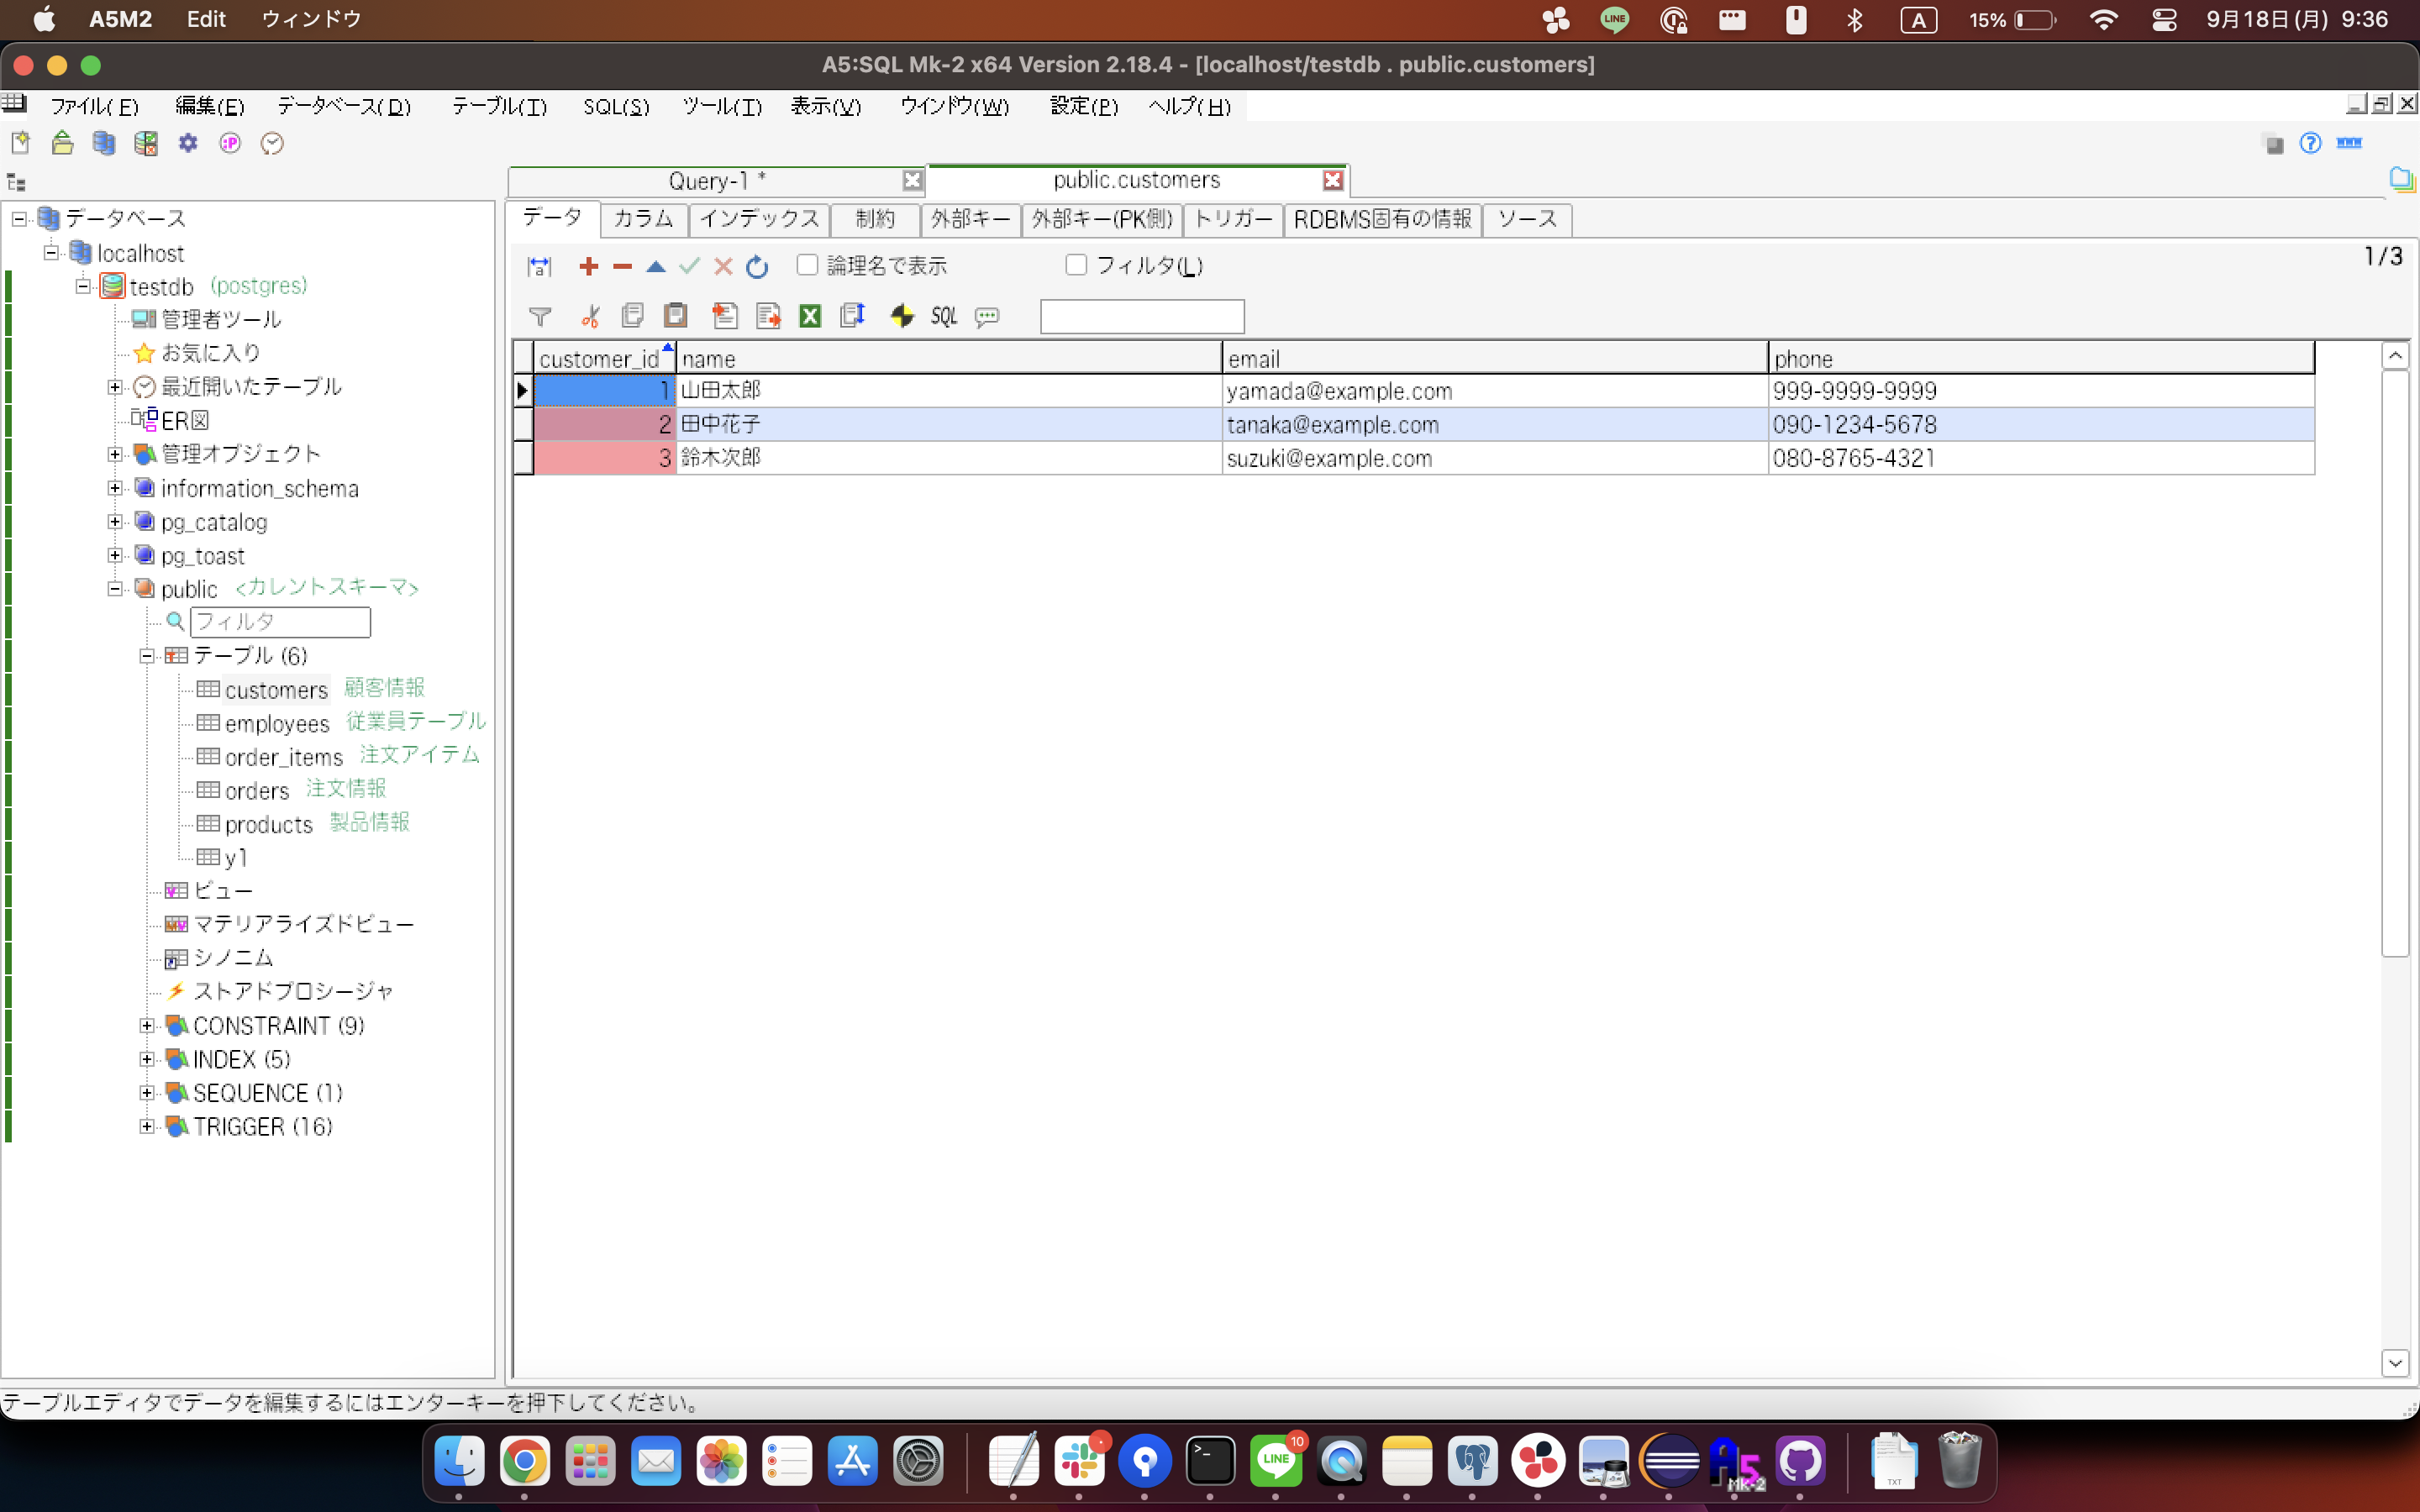 A5M2 Edit ウィンドウ LINE A 15% 9月18日(月) 9:36
A5:SQL Mk-2 x64 Version 2.18.4 - [localhost/testdb . public.customers]
ファイル(F) 編集(E) データベース(D) テーブル(T) SQL(S) ツール(T) 表示(V) ウインドウ(W) 設定(P) ヘルプ(H)
Query-1 * public.customers
データ カラム インデックス 制約 外部キー 外部キー(PK側) トリガー RDBMS固有の情報 ソース
論理名で表示 フィルタ(L) 1/3
SQL
customer_id name email phone
1 山田太郎 yamada@example.com 999-9999-9999
2 田中花子 tanaka@example.com 090-1234-5678
3 鈴木次郎 suzuki@example.com 080-8765-4321
データベース
localhost
testdb (postgres)
管理者ツール
お気に入り
最近開いたテーブル
ER図
管理オブジェクト
information_schema
pg_catalog
pg_toast
public <カレントスキーマ>
フィルタ
テーブル (6)
customers 顧客情報
employees 従業員テーブル
order_items 注文アイテム
orders 注文情報
products 製品情報
y1
ビュー
マテリアライズドビュー
シノニム
ストアドプロシージャ
CONSTRAINT (9)
INDEX (5)
SEQUENCE (1)
TRIGGER (16)
テーブルエディタでデータを編集するにはエンターキーを押下してください。
LINE 10 A5 Mk-2 TXT